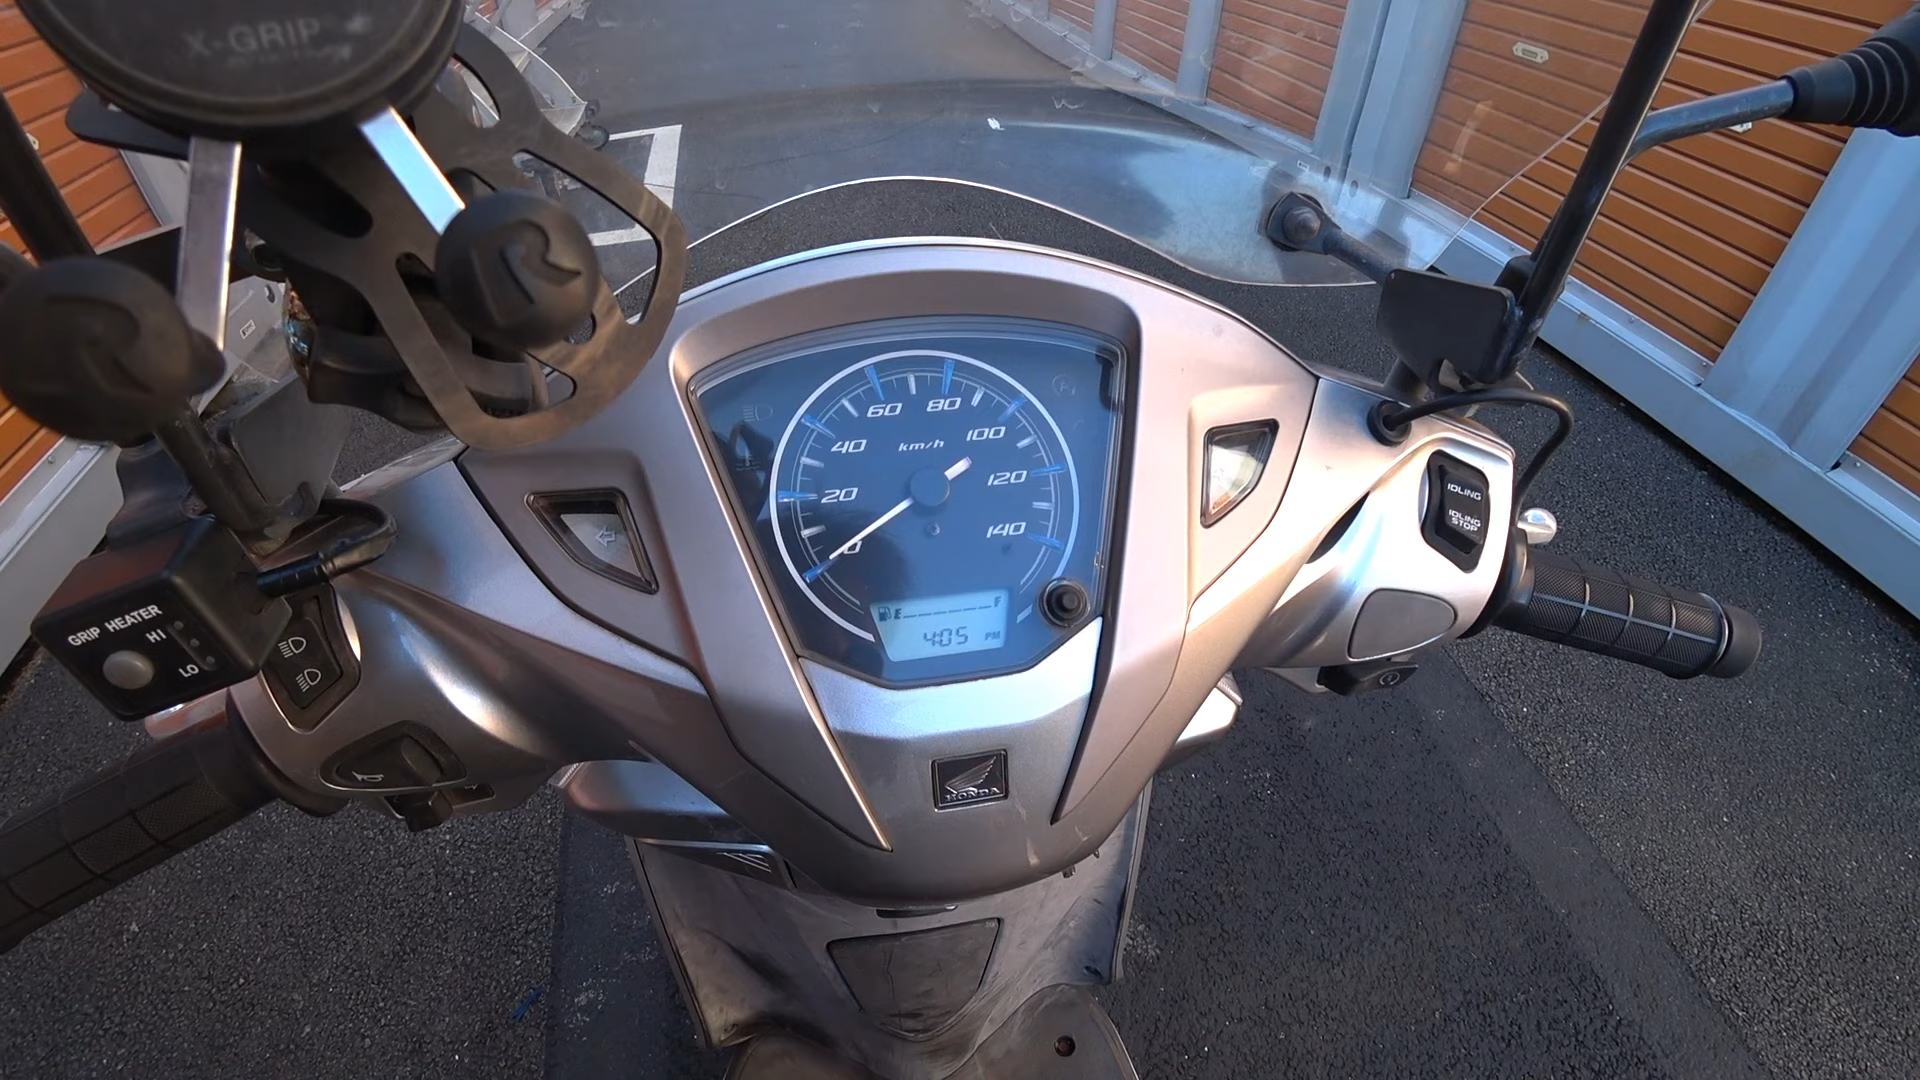 X-GRIP
60
80
40
km/h
100
20
120
0
140
E
F
4:05 PM
IDLING
IDLING
STOP
GRIP HEATER
HI
LO
HONDA